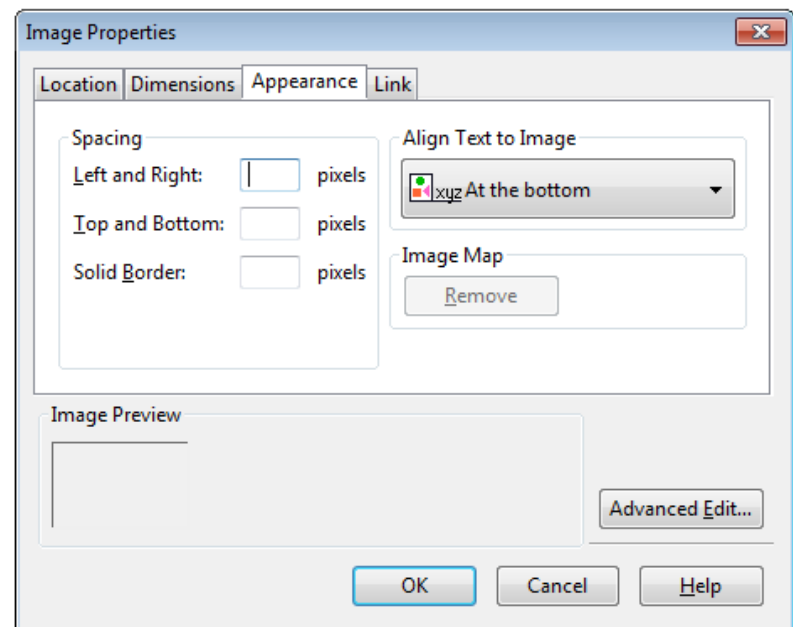 Image Properties
Location Dimensions Appearance Link
Spacing
Left and Right: pixels
Top and Bottom: pixels
Solid Border: pixels
Align Text to Image
xyz At the bottom
Image Map
Remove
Image Preview
Advanced Edit...
OK Cancel Help